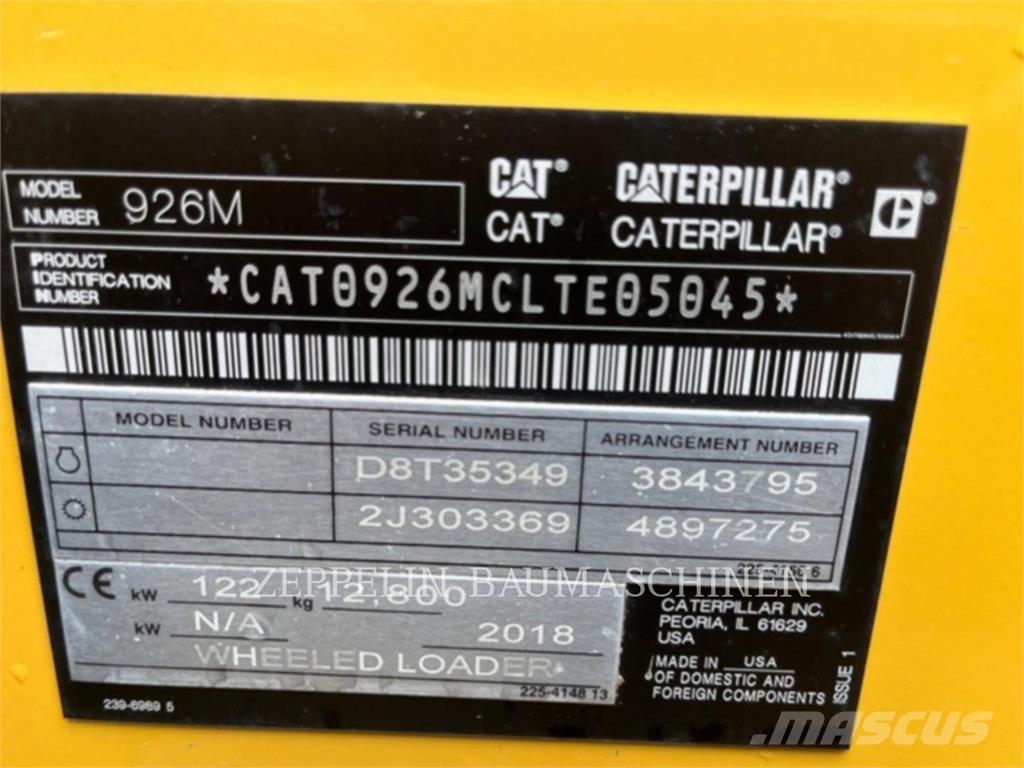 MODEL NUMBER 926M
CAT® CATERPILLAR®
CAT® CATERPILLAR®
PRODUCT IDENTIFICATION NUMBER *CAT0926MCLTE05045*
MODEL NUMBER SERIAL NUMBER ARRANGEMENT NUMBER
D8T35349 3843795
2J303369 4897275
CE kW 122 kg 12,800
kW N/A 2018
WHEELED LOADER
225-4148 13
239-6989 5
CATERPILLAR INC.
PEORIA, IL 61629
USA
MADE IN USA
OF DOMESTIC AND
FOREIGN COMPONENTS
ISSUE 1
ZEPPELIN BAUMASCHINEN
MASCUS